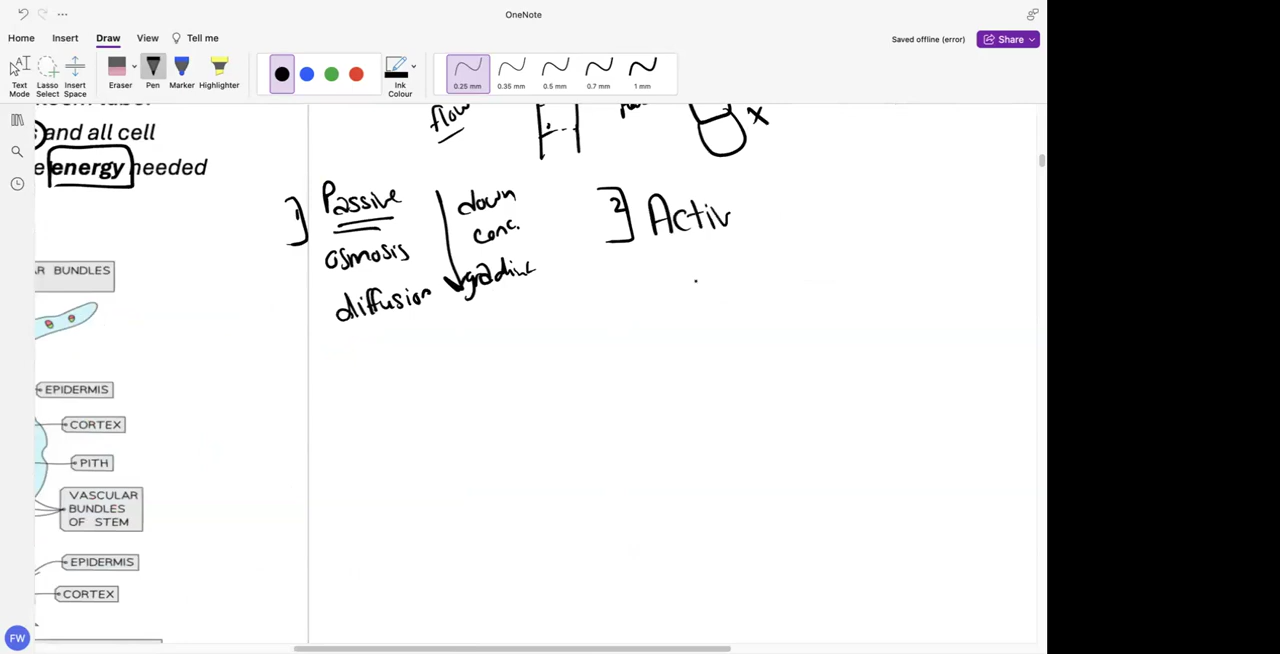 OneNote
Home Insert Draw View Tell me
Saved offline (error)
Share
Text Mode
Lasso Select
Insert Space
Eraser
Pen
Marker
Highlighter
Ink Colour
0.25 mm
0.35 mm
0.5 mm
0.7 mm
1 mm
and all cell
energy needed
flow
x
1] Passive
osmosis
diffusion
down
conc.
2] Activ
R BUNDLES
EPIDERMIS
CORTEX
PITH
VASCULAR
BUNDLES
OF STEM
EPIDERMIS
CORTEX
FW